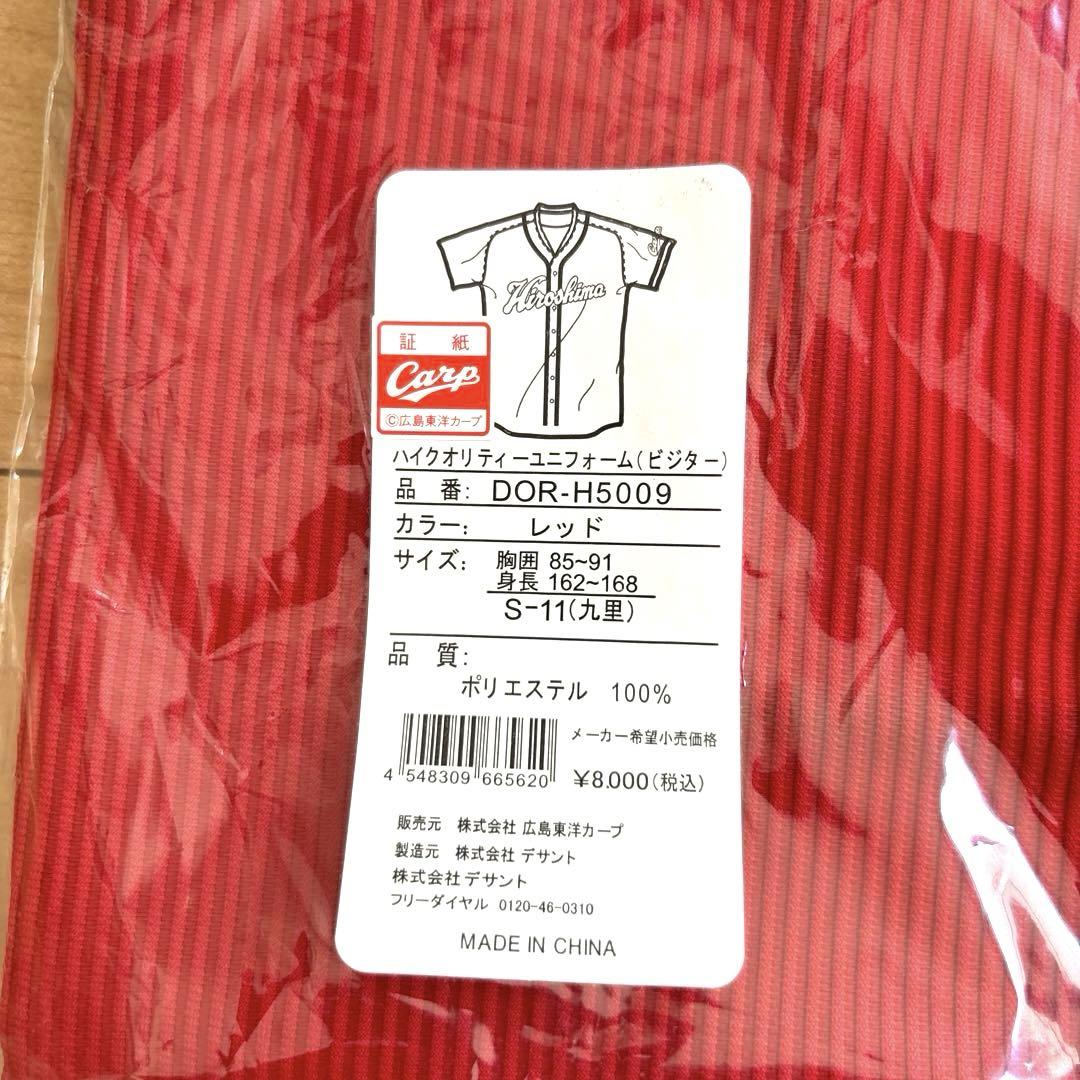 Carp
Hiroshima
証 紙
Carp
©広島東洋カープ
ハイクオリティーユニフォーム(ビジター)
品 番: DOR-H5009
カラー: レッド
サイズ: 胸囲 85~91
身長 162~168
S-11(九里)
品 質:
ポリエステル 100%
メーカー希望小売価格
4 548309 665620 ¥8.000(税込)
販売元 株式会社 広島東洋カープ
製造元 株式会社 デサント
株式会社デサント
フリーダイヤル 0120-46-0310
MADE IN CHINA